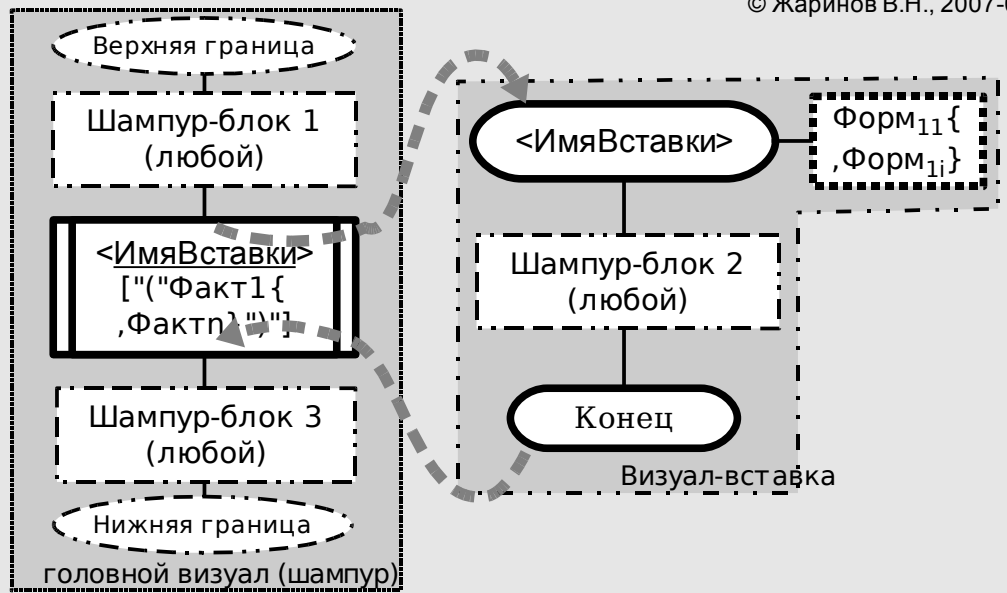 © Жаринов В.Н., 2007-
Верхняя граница
Шампур-блок 1
(любой)
<ИмяВставки>
["("Факт1{
,Фактn}")"]
Шампур-блок 3
(любой)
Нижняя граница
головной визуал (шампур)
<ИмяВставки>
Форм11{
,Форм1i}
Шампур-блок 2
(любой)
Конец
Визуал-вставка